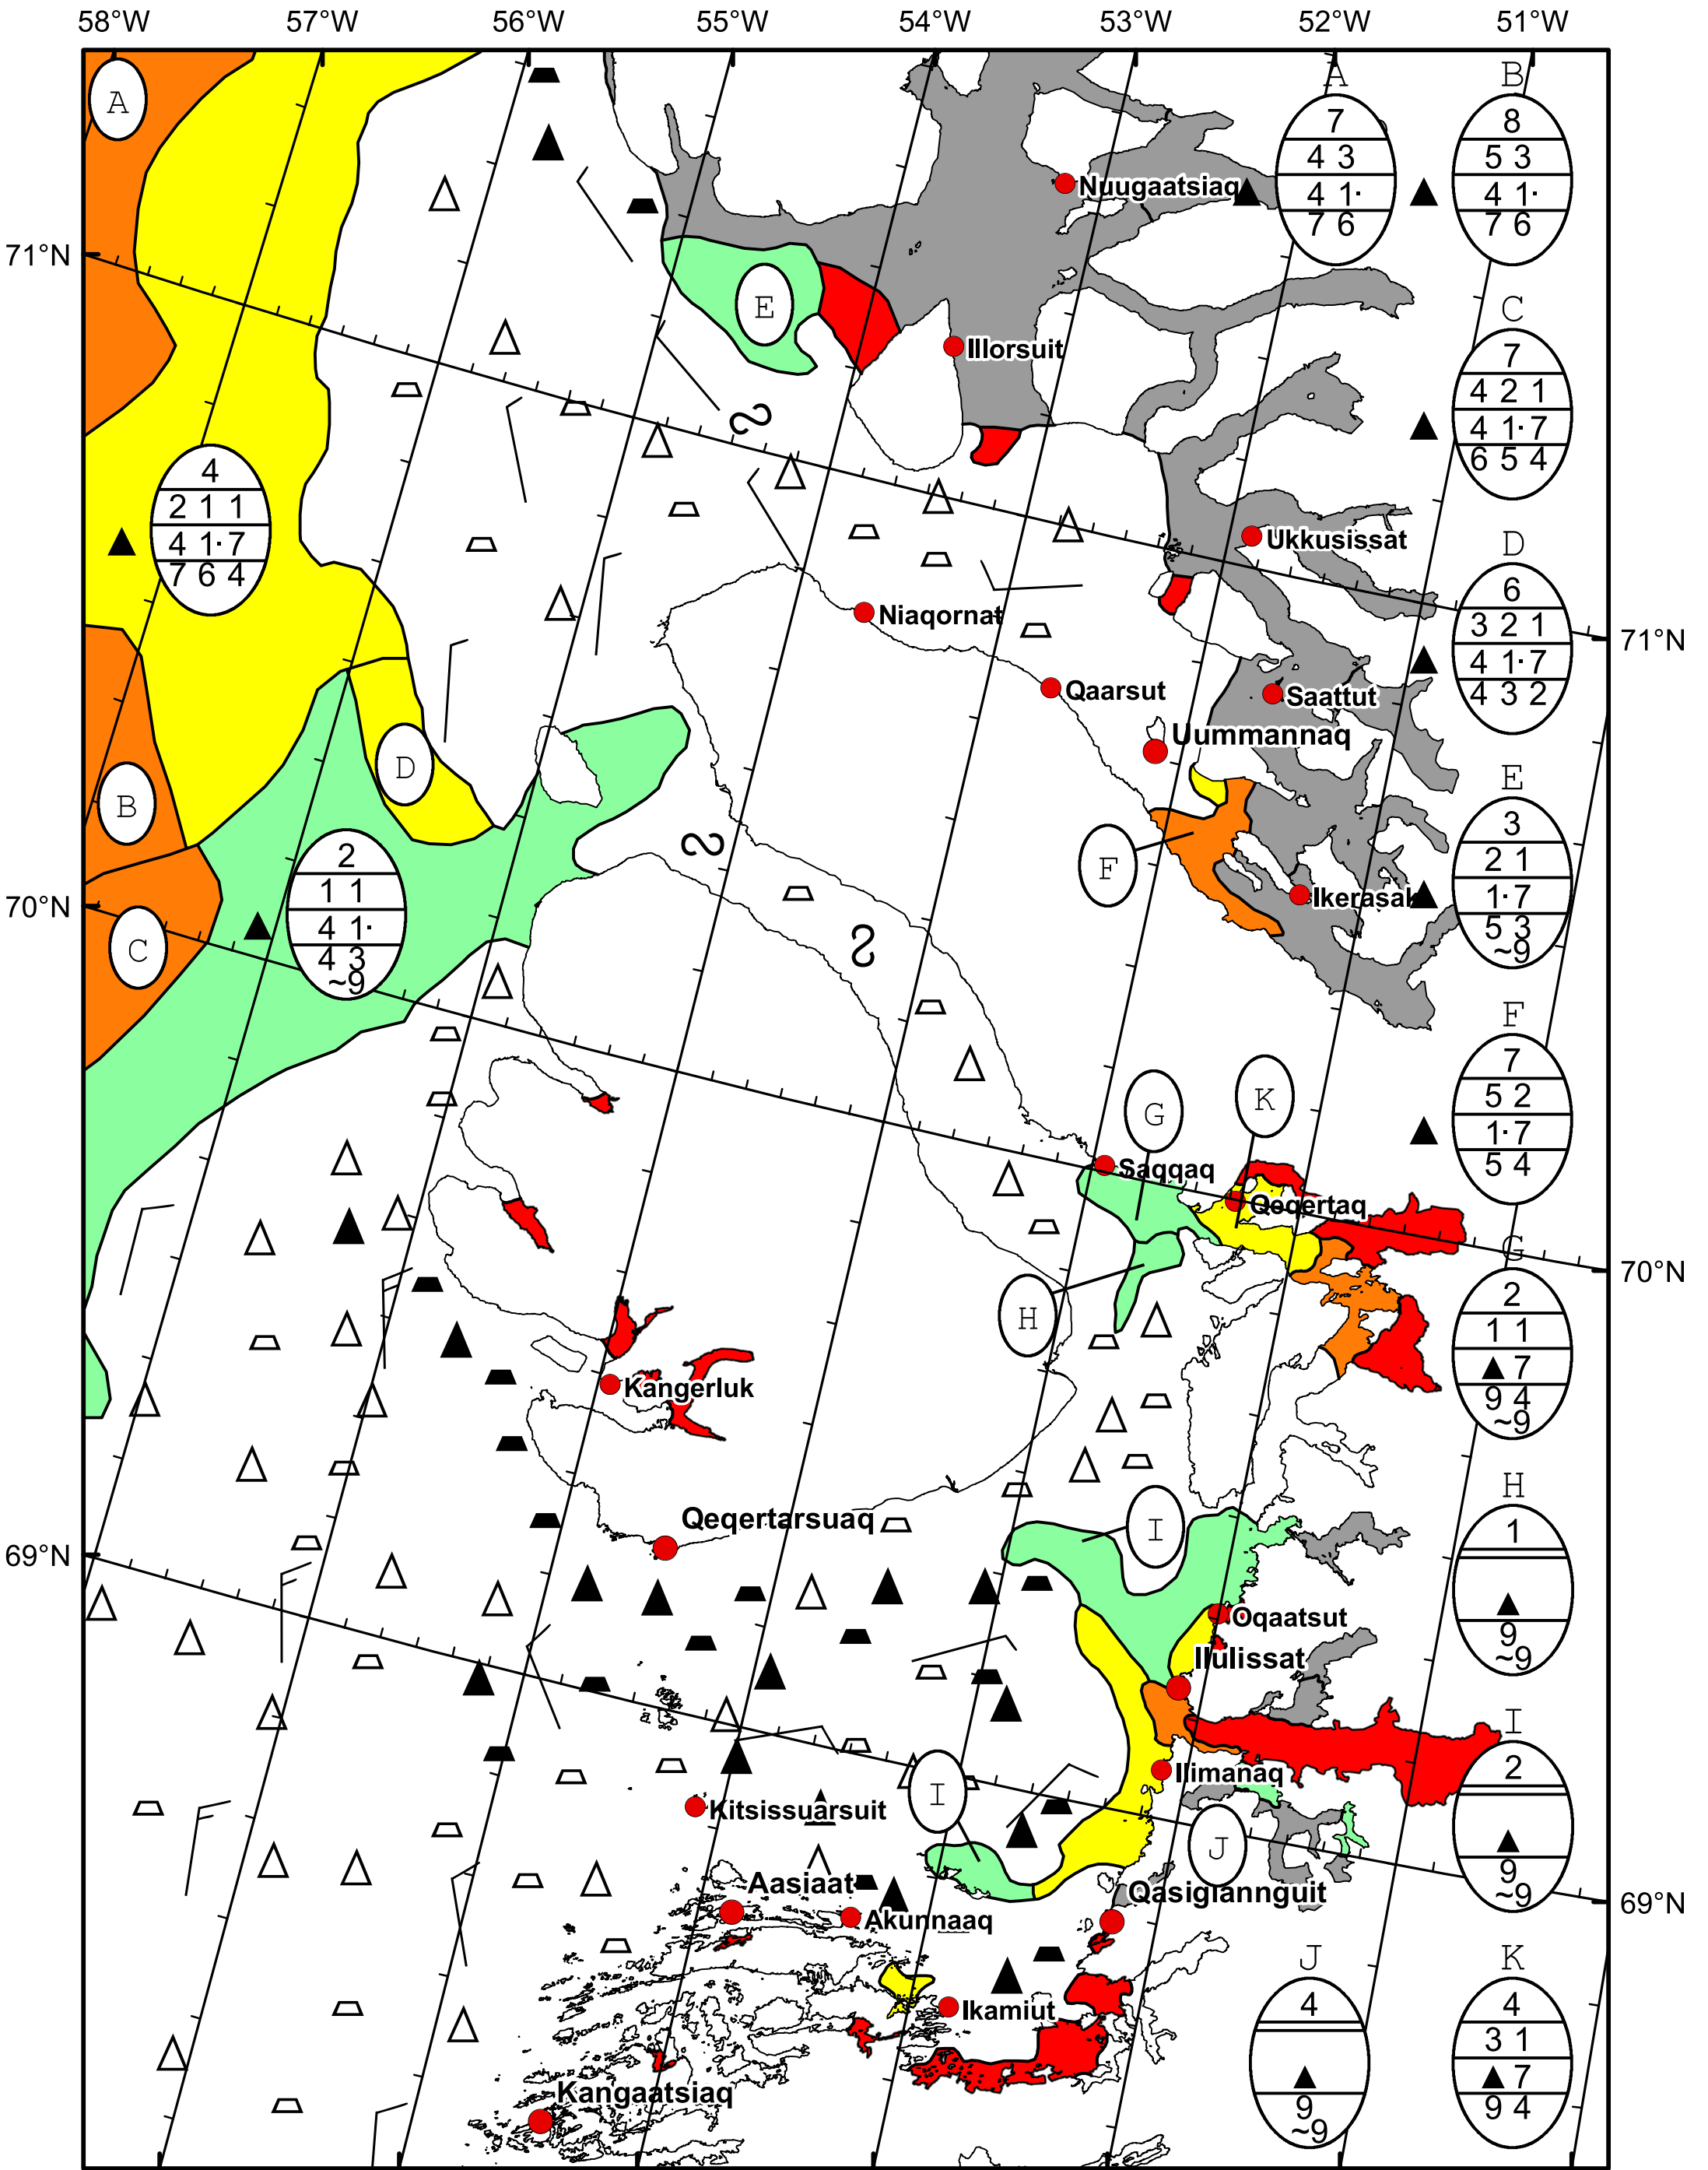 58°W 57°W 56°W 55°W 54°W 53°W 52°W 51°W
A
A
7
4 3
4 1·
7 6
B
8
5 3
4 1·
7 6
Nuugaatsiaq
71°N
E
Illorsuit
C
7
4 2 1
4 1·7
6 5 4
4
2 1 1
4 1·7
7 6 4
Ukkusissat
D
6
3 2 1
4 1·7
4 3 2
Niaqornat
71°N
Qaarsut
Saattut
Uummannaq
D
B
E
3
2 1
1·7
5 3
~9
F
Ikerasak
2
1 1
4 1·
4 3
~9
70°N
C
F
7
5 2
1·7
5 4
G
K
Saqqaq
Qeqertaq
G
2
1 1
7
9 4
~9
70°N
H
Kangerluk
H
1
9
~9
Qeqertarsuaq
I
69°N
Oqaatsut
Ilulissat
I
2
9
~9
Ilimanaq
I
Kitsissuarsuit
J
Aasiaat
Qasigiannguit
Akunnaaq
69°N
J
4
9
~9
K
4
3 1
7
9 4
Ikamiut
Kangaatsiaq